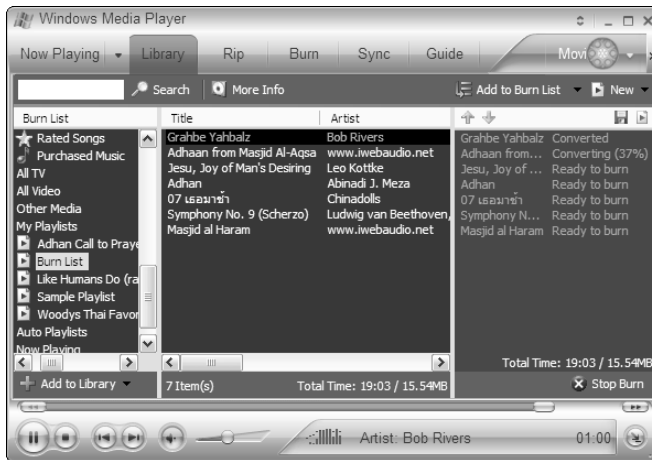 Windows Media Player
Now Playing Library Rip Burn Sync Guide Movi
Search More Info Add to Burn List New
Burn List
Rated Songs
Purchased Music
All TV
All Video
Other Media
My Playlists
Adhan Call to Praye
Burn List
Like Humans Do (ra
Sample Playlist
Woodys Thai Favor
Auto Playlists
Now Playing
Add to Library
Title Artist
Grahbe Yahbalz Bob Rivers
Adhaan from Masjid Al-Aqsa www.iwebaudio.net
Jesu, Joy of Man's Desiring Leo Kottke
Adhan Abinadi J. Meza
07 เธอมาช้า Chinadolls
Symphony No. 9 (Scherzo) Ludwig van Beethoven,
Masjid al Haram www.iwebaudio.net
7 Item(s) Total Time: 19:03 / 15.54MB
Grahbe Yahbalz Converted
Adhaan from... Converting (37%)
Jesu, Joy of ... Ready to burn
Adhan Ready to burn
07 เธอมาช้า Ready to burn
Symphony N... Ready to burn
Masjid al Haram Ready to burn
Total Time: 19:03 / 15.54MB
Stop Burn
Artist: Bob Rivers 01:00